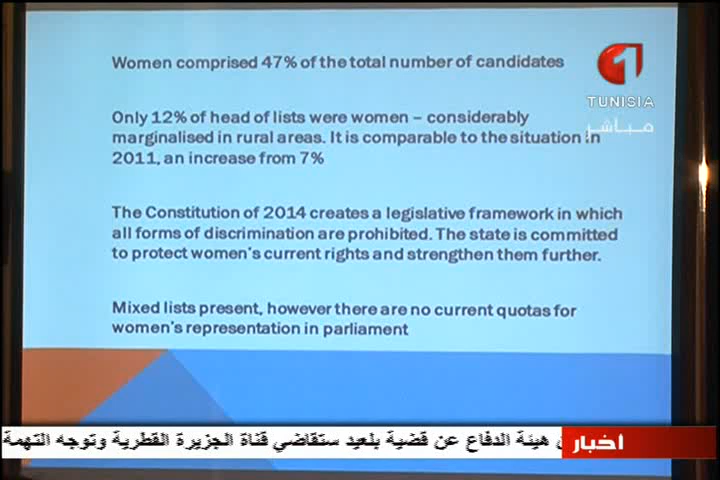 Women comprised 47% of the total number of candidates
1
TUNISIA
مباشر
Only 12% of head of lists were women – considerably
marginalised in rural areas. It is comparable to the situation in
2011, an increase from 7%
The Constitution of 2014 creates a legislative framework in which
all forms of discrimination are prohibited. The state is committed
to protect women's current rights and strengthen them further.
Mixed lists present, however there are no current quotas for
women's representation in parliament
اخبار
هيئة الدفاع عن قضية بلعيد ستقاضي قناة الجزيرة القطرية وتوجه التهمة